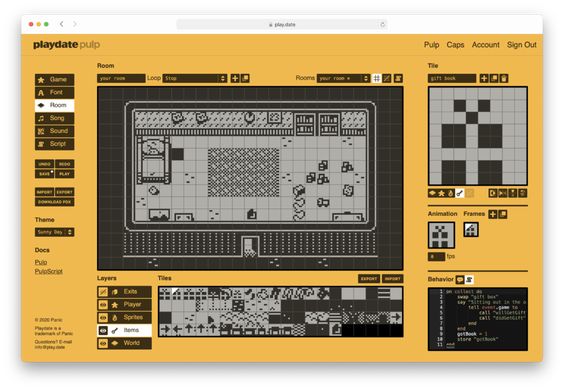 play.date
playdate pulp
Pulp Caps Account Sign Out
Game
Font
Room
Song
Sound
Script
UNDO REDO
SAVE PLAY
IMPORT EXPORT
DOWNLOAD PDX
Theme
Sunny Day
Docs
Pulp
PulpScript
© 2020 Panic
Playdate is a
trademark of Panic
Questions? E-mail
info@play.date
Room
your room Loop Stop
Rooms your room
Layers
Exits
Player
Sprites
Items
World
Tiles
EXPORT IMPORT
Tile
gift book
Animation Frames
fps
Behavior
1 on collect do
2 swap "gift box"
3 say "Sitting out in the o
4 tell event.game to
5 call "willGetGift
6 call "didGetGift"
7 end
8 end
9 gotBook = 1
10 store "gotBook"
11 end